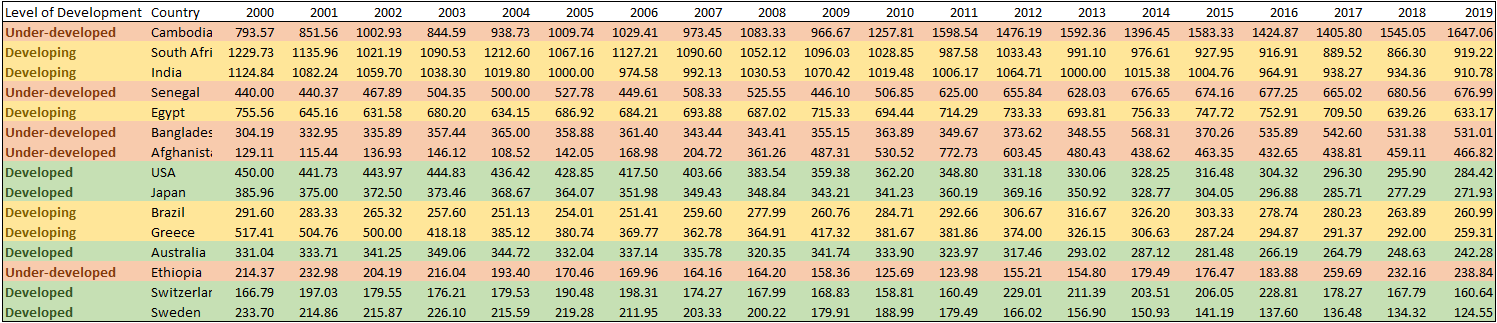 Level of Development Country 2000 2001 2002 2003 2004 2005 2006 2007 2008 2009 2010 2011 2012 2013 2014 2015 2016 2017 2018 2019
Under-developed Cambodia 793.57 851.56 1002.93 844.59 938.73 1009.74 1029.41 973.45 1083.33 966.67 1257.81 1598.54 1476.19 1592.36 1396.45 1583.33 1424.87 1405.80 1545.05 1647.06
Developing South Afri 1229.73 1135.96 1021.19 1090.53 1212.60 1067.16 1127.21 1090.60 1052.12 1096.03 1028.85 987.58 1033.43 991.10 976.61 927.95 916.91 889.52 866.30 919.22
Developing India 1124.84 1082.24 1059.70 1038.30 1019.80 1000.00 974.58 992.13 1030.53 1070.42 1019.48 1006.17 1064.71 1000.00 1015.38 1004.76 964.91 938.27 934.36 910.78
Under-developed Senegal 440.00 440.37 467.89 504.35 500.00 527.78 449.61 508.33 525.55 446.10 506.85 625.00 655.84 628.03 676.65 674.16 677.25 665.02 680.56 676.99
Developing Egypt 755.56 645.16 631.58 680.20 634.15 686.92 684.21 693.88 687.02 715.33 694.44 714.29 733.33 693.81 756.33 747.72 752.91 709.50 639.26 633.17
Under-developed Banglades 304.19 332.95 335.89 357.44 365.00 358.88 361.40 343.44 343.41 355.15 363.89 349.67 373.62 348.55 568.31 370.26 535.89 542.60 531.38 531.01
Under-developed Afghanista 129.11 115.44 136.93 146.12 108.52 142.05 168.98 204.72 361.26 487.31 530.52 772.73 603.45 480.43 438.62 463.35 432.65 438.81 459.11 466.82
Developed USA 450.00 441.73 443.97 444.83 436.42 428.85 417.50 403.66 383.54 359.38 362.20 348.80 331.18 330.06 328.25 316.48 304.32 296.30 295.90 284.42
Developed Japan 385.96 375.00 372.50 373.46 368.67 364.07 351.98 349.43 348.84 343.21 341.23 360.19 369.16 350.92 328.77 304.05 296.88 285.71 277.29 271.93
Developing Brazil 291.60 283.33 265.32 257.60 251.13 254.01 251.41 259.60 277.99 260.76 284.71 292.66 306.67 316.67 326.20 303.33 278.74 280.23 263.89 260.99
Developing Greece 517.41 504.76 500.00 418.18 385.12 380.74 369.77 362.78 364.91 417.32 381.67 381.86 374.00 326.15 306.63 287.24 294.87 291.37 292.00 259.31
Developed Australia 331.04 333.71 341.25 349.06 344.72 332.04 337.14 335.78 320.35 341.74 333.90 323.97 317.46 293.02 287.12 281.48 266.19 264.79 248.63 242.28
Under-developed Ethiopia 214.37 232.98 204.19 216.04 193.40 170.46 169.96 164.16 164.20 158.36 125.69 123.98 155.21 154.80 179.49 176.47 183.88 259.69 232.16 238.84
Developed Switzerlan 166.79 197.03 179.55 176.21 179.53 190.48 198.31 174.27 167.99 168.83 158.81 160.49 229.01 211.39 203.51 206.05 228.81 178.27 167.79 160.64
Developed Sweden 233.70 214.86 215.87 226.10 215.59 219.28 211.95 203.33 200.22 179.91 188.99 179.49 166.02 156.90 150.93 141.19 137.60 136.48 134.32 124.55